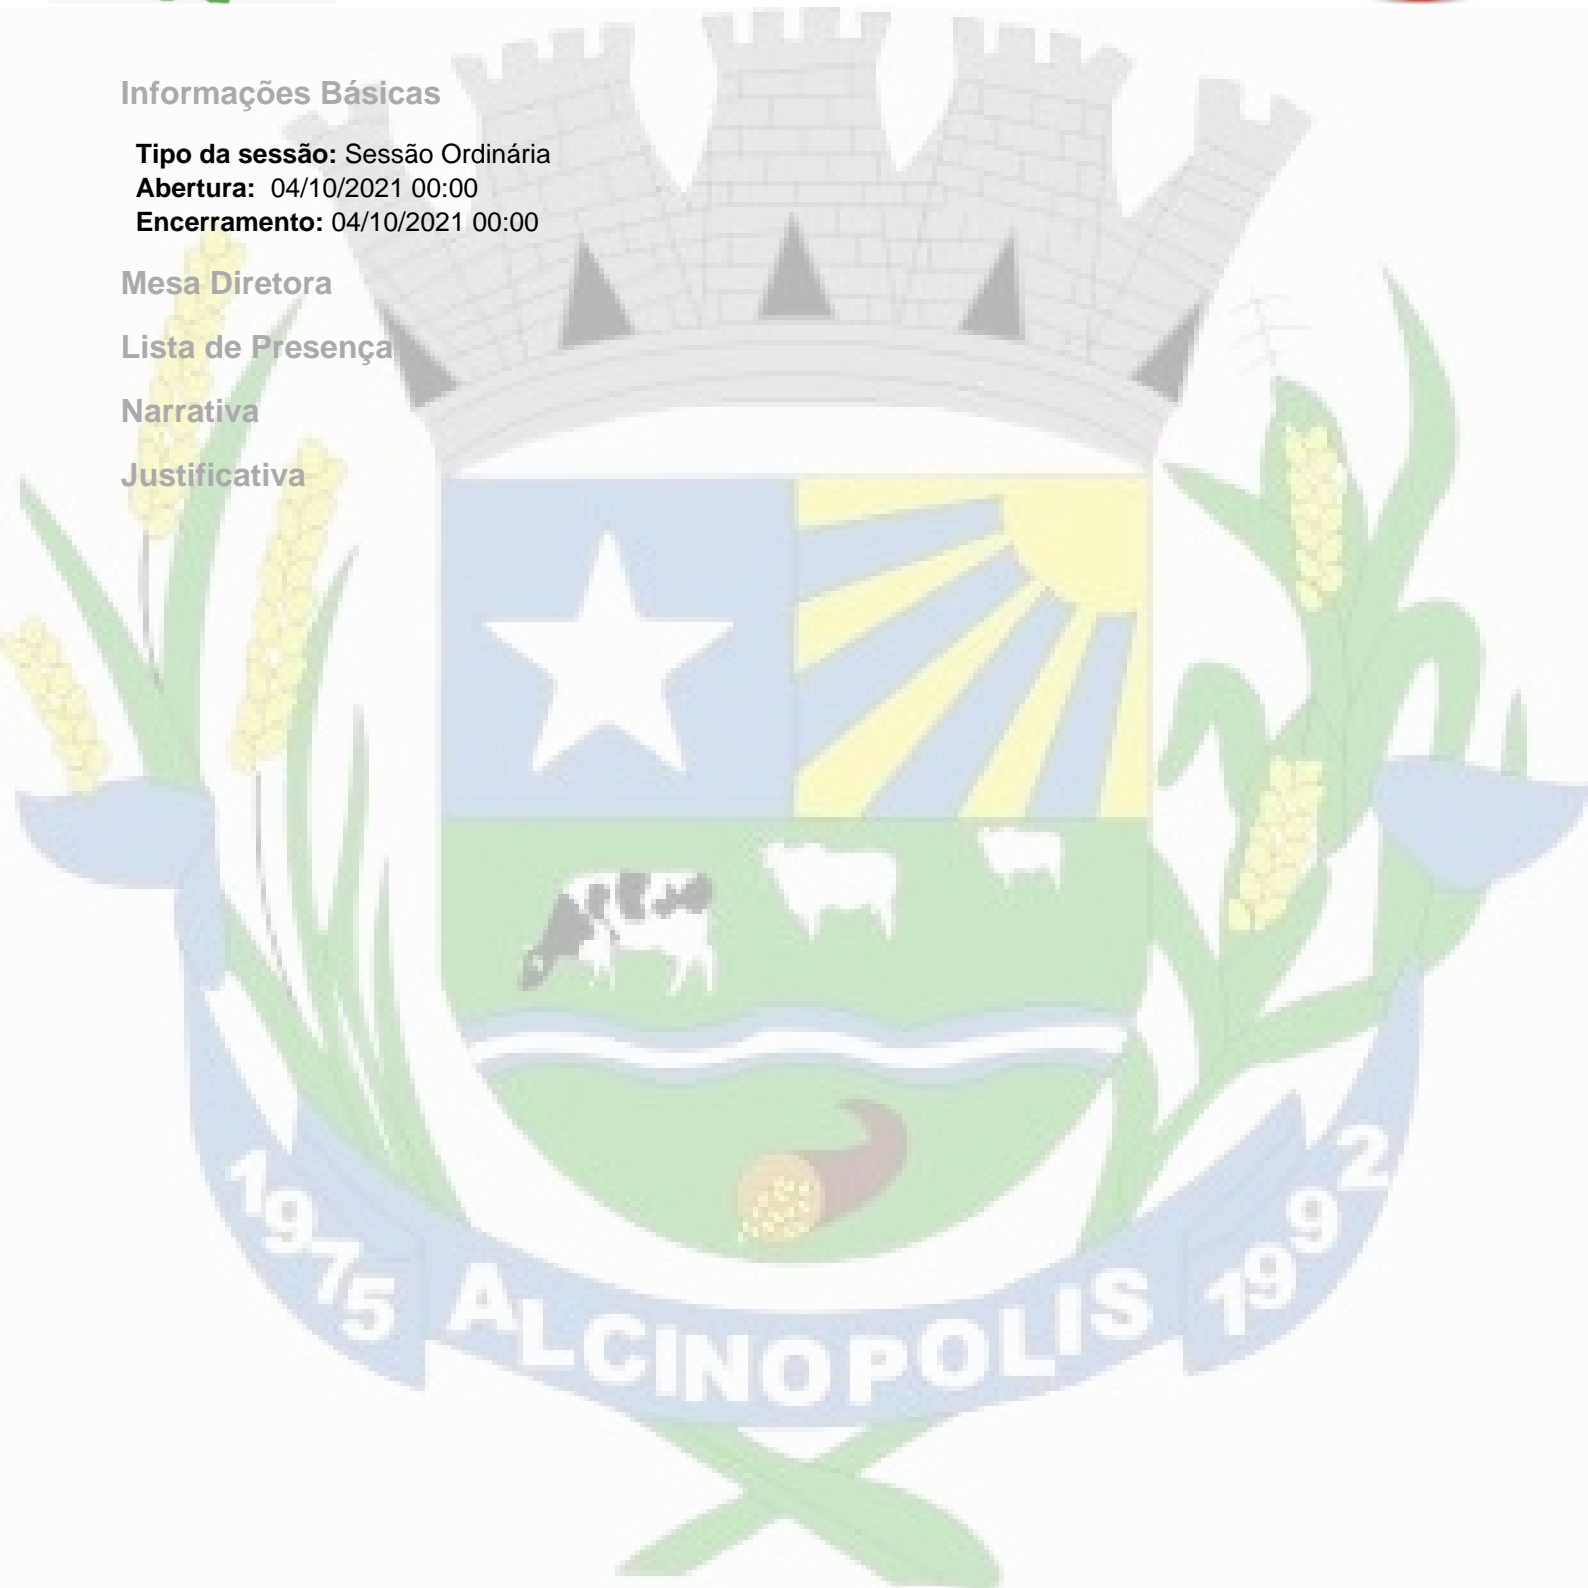 Informações Básicas
Tipo da sessão: Sessão Ordinária
Abertura: 04/10/2021 00:00
Encerramento: 04/10/2021 00:00
Mesa Diretora
Lista de Presença
Narrativa
Justificativa
1975 ALCINOPOLIS 1992